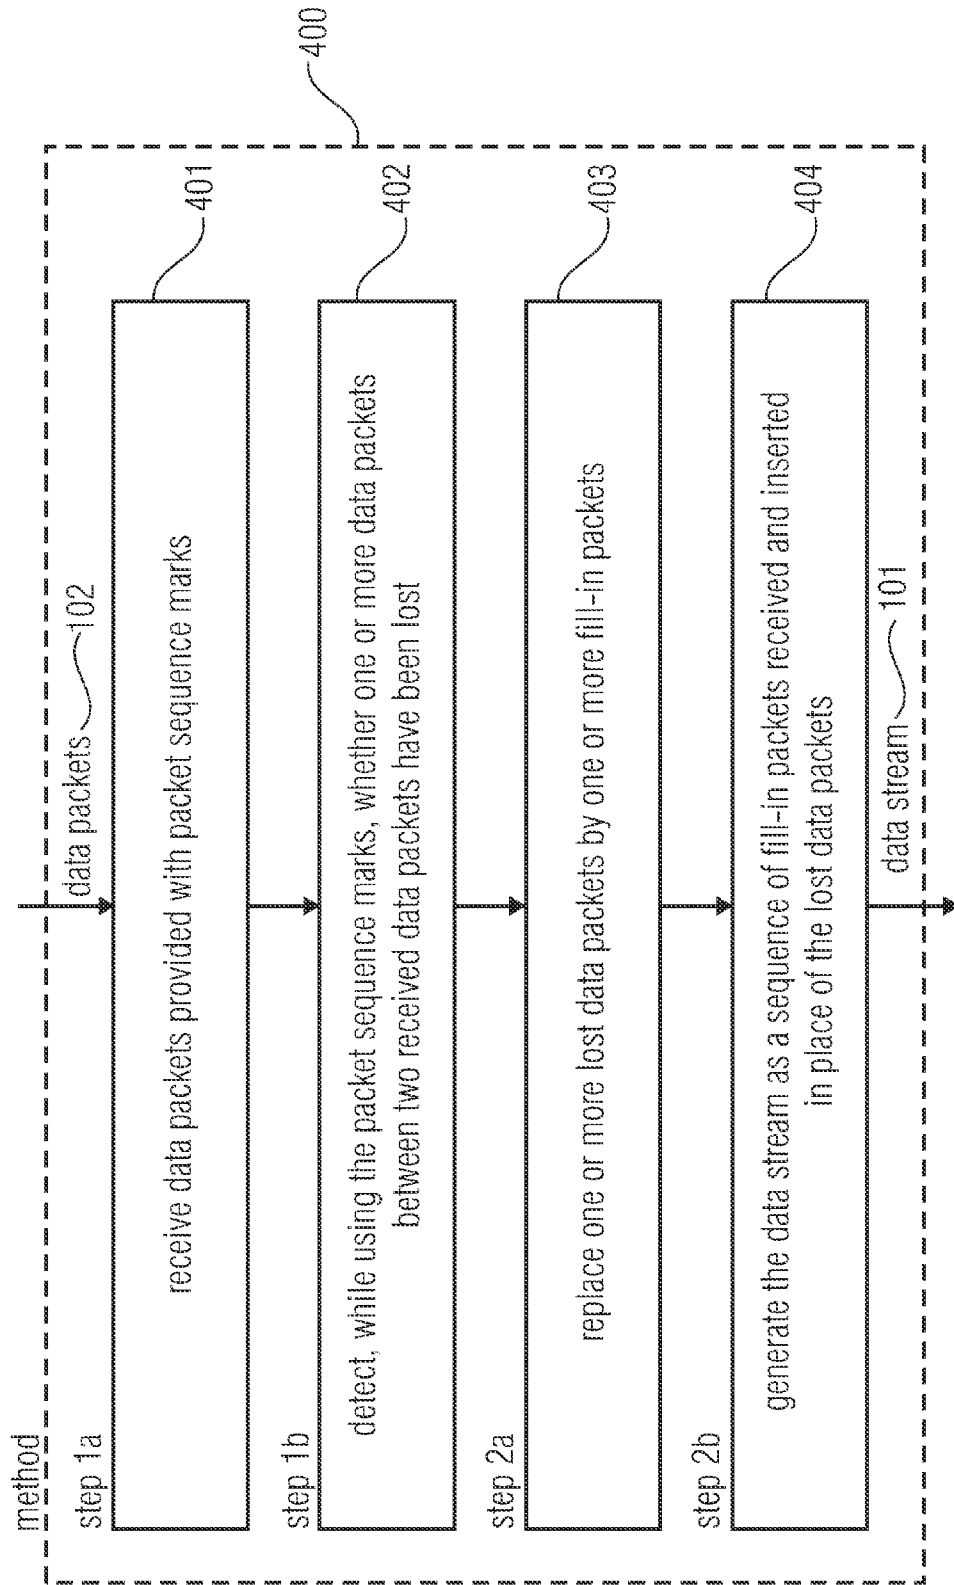 method
400
data packets 102
step 1a
401
receive data packets provided with packet sequence marks
step 1b
402
detect, while using the packet sequence marks, whether one or more data packets
between two received data packets have been lost
step 2a
403
replace one or more lost data packets by one or more fill-in packets
step 2b
404
generate the data stream as a sequence of fill-in packets received and inserted
in place of the lost data packets
data stream 101